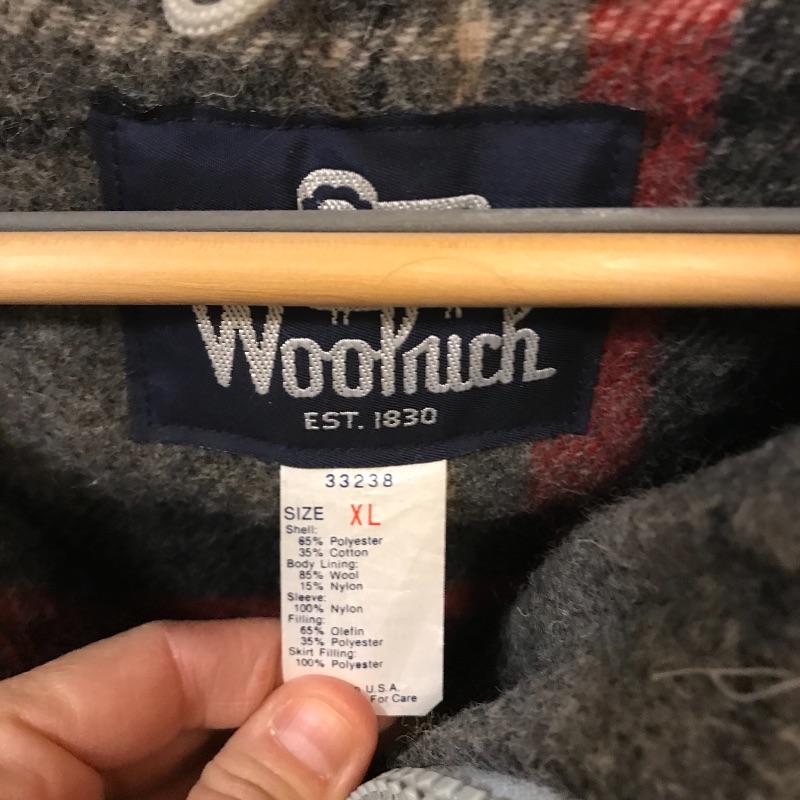 Woolrich
EST. 1830
33238
SIZE XL
Shell:
65% Polyester
35% Cotton
Body Lining:
85% Wool
15% Nylon
Sleeve:
100% Nylon
Filling:
65% Olefin
35% Polyester
Skirt Filling:
100% Polyester
U.S.A.
For Care